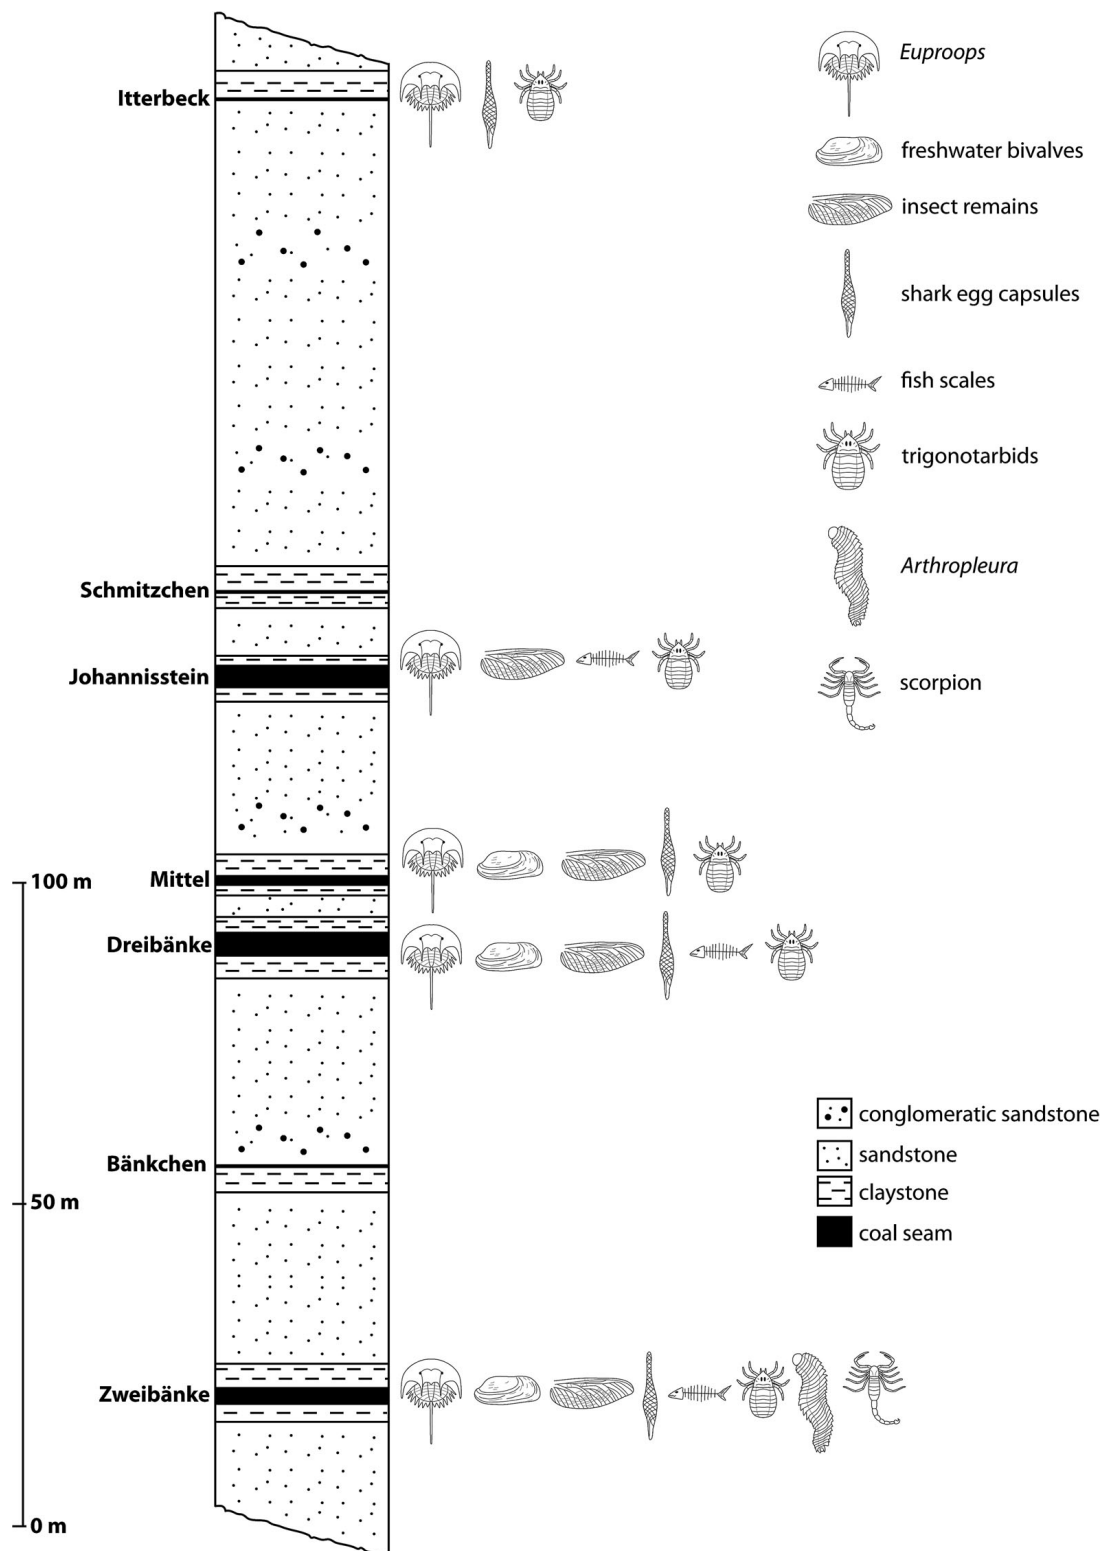 Itterbeck
Schmitzchen
Johannisstein
Mittel
Dreibänke
Bänkchen
Zweibänke
100 m
50 m
0 m
Euproops
freshwater bivalves
insect remains
shark egg capsules
fish scales
trigonotarbids
Arthropleura
scorpion
conglomeratic sandstone
sandstone
claystone
coal seam